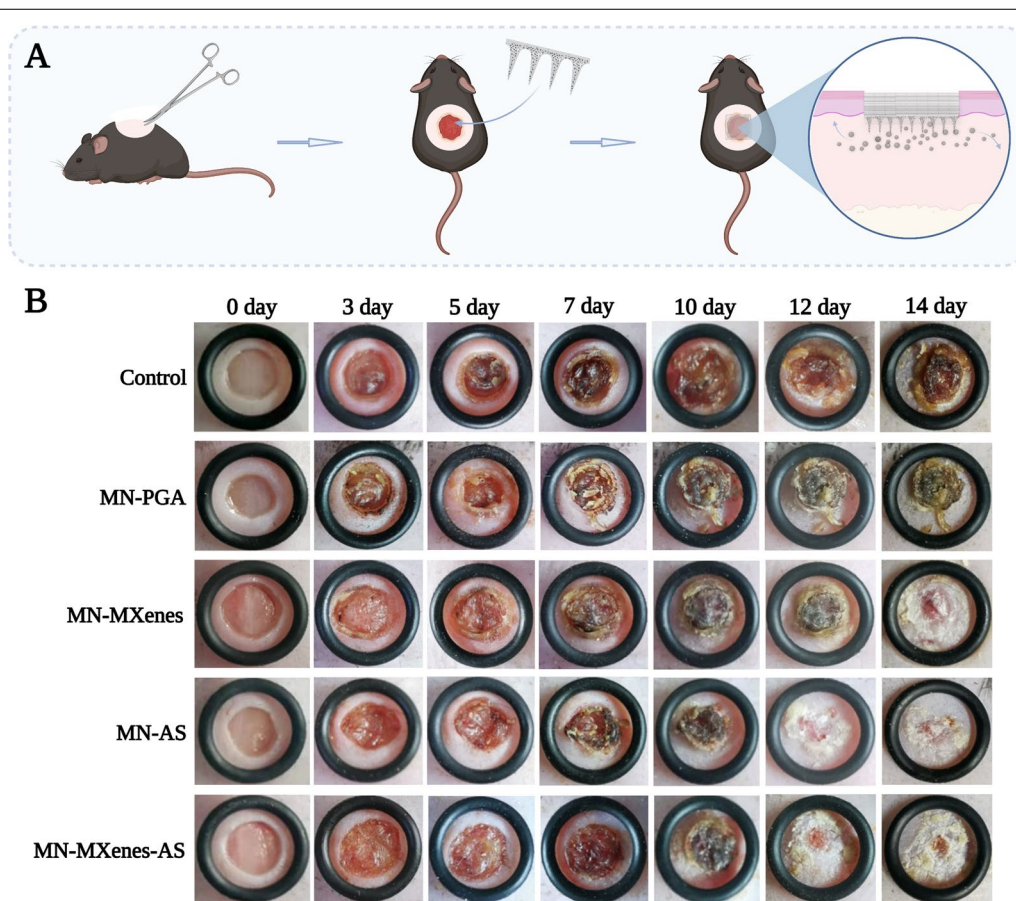 A
B
0 day 3 day 5 day 7 day 10 day 12 day 14 day
Control
MN-PGA
MN-MXenes
MN-AS
MN-MXenes-AS